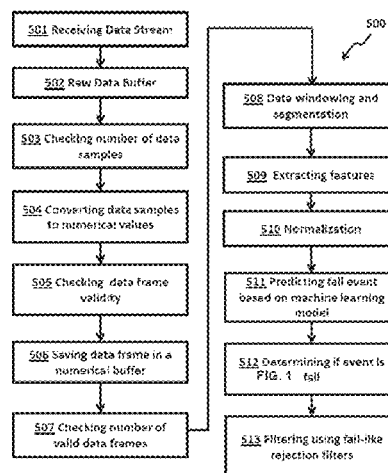 500
501 Receiving Data Stream
502 Raw Data Buffer
503 Checking number of data
samples
504 Converting data samples
to numerical values
505 Checking data frame
validity
506 Saving data frame in a
numerical buffer
507 Checking number of
valid data frames
508 Data windowing and
segmentation
509 Extracting features
510 Normalization
511 Predicting fall event
based on machine learning
model
512 Determining if event is
FIG. 1 fall
513 Filtering using fall-like
rejection filters